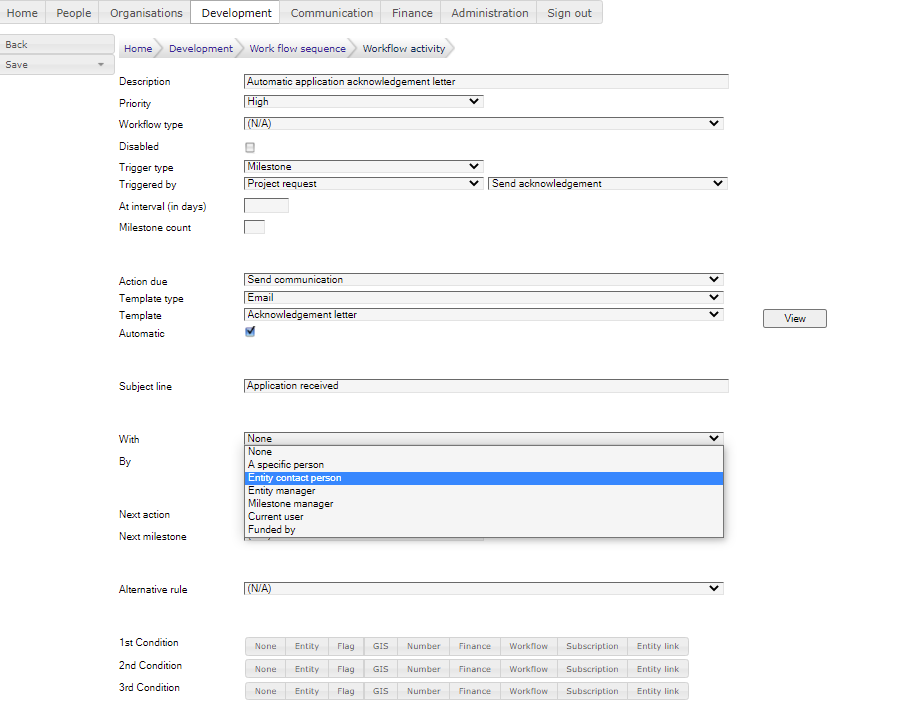 Home People Organisations Development Communication Finance Administration Sign out
Back
Save
Home Development Work flow sequence Workflow activity
Description Automatic application acknowledgement letter
Priority High
Workflow type (N/A)
Disabled
Trigger type Milestone
Triggered by Project request Send acknowledgement
At interval (in days)
Milestone count
Action due Send communication
Template type Email
Template Acknowledgement letter View
Automatic
Subject line Application received
With None
None
By A specific person
Entity contact person
Entity manager
Milestone manager
Next action Current user
Next milestone Funded by
Alternative rule (N/A)
1st Condition None Entity Flag GIS Number Finance Workflow Subscription Entity link
2nd Condition None Entity Flag GIS Number Finance Workflow Subscription Entity link
3rd Condition None Entity Flag GIS Number Finance Workflow Subscription Entity link